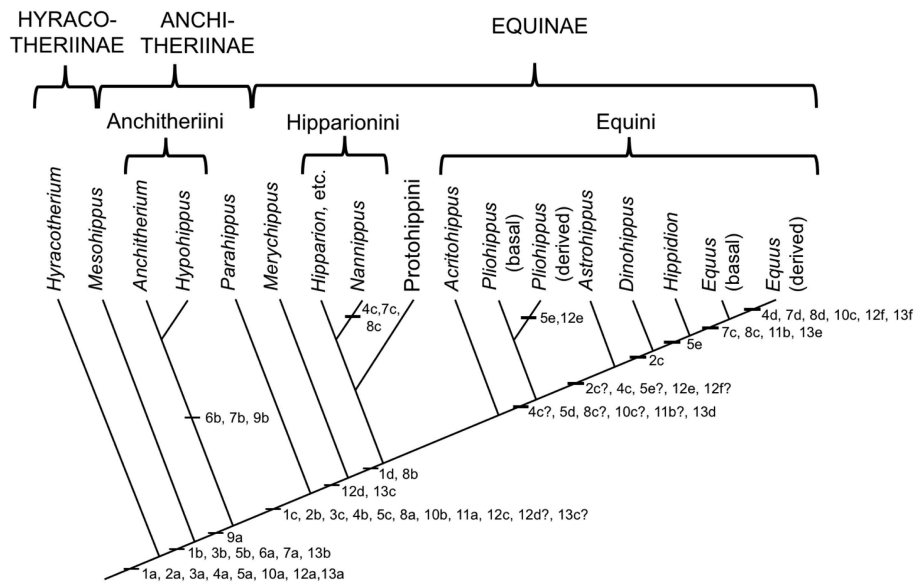 HYRACO-
THERIINAE
ANCHI-
THERIINAE
EQUINAE
Anchitheriini
Hipparionini
Equini
Hyracotherium
Mesohippus
Anchitherium
Hypohippus
Parahippus
Merychippus
Hipparion, etc.
Nannippus
Protohippini
Acritohippus
Pliohippus
(basal)
Pliohippus
(derived)
Astrohippus
Dinohippus
Hippidion
Equus
(basal)
Equus
(derived)
4c,7c,
8c
5e,12e
4d, 7d, 8d, 10c, 12f, 13f
7c, 8c, 11b, 13e
5e
2c
2c?, 4c, 5e?, 12e, 12f?
4c?, 5d, 8c?, 10c?, 11b?, 13d
6b, 7b, 9b
1d, 8b
12d, 13c
1c, 2b, 3c, 4b, 5c, 8a, 10b, 11a, 12c, 12d?, 13c?
9a
1b, 3b, 5b, 6a, 7a, 13b
1a, 2a, 3a, 4a, 5a, 10a, 12a,13a